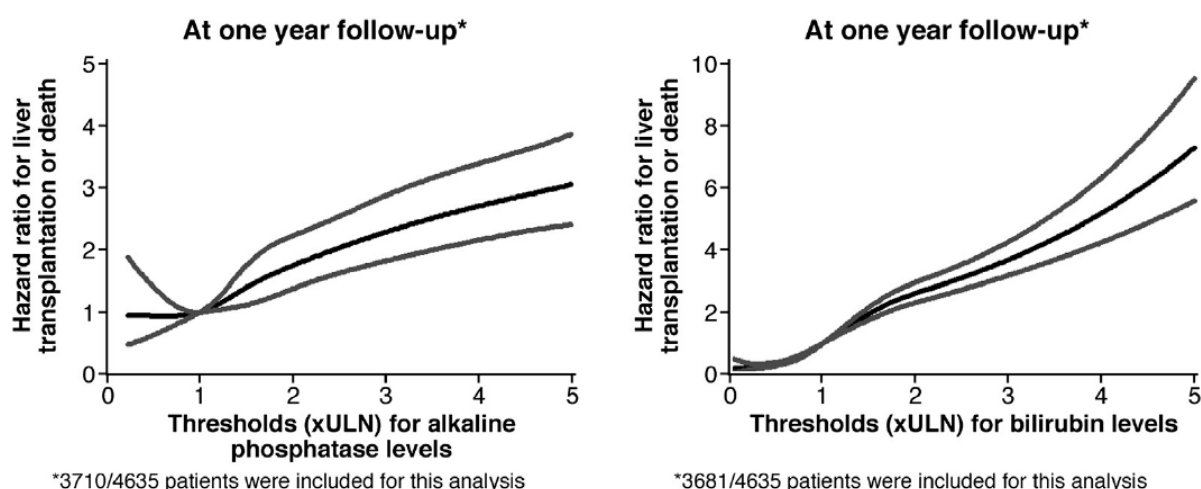 At one year follow-up*
Hazard ratio for liver
transplantation or death
5
4
3
2
1
0
0 1 2 3 4 5
Thresholds (xULN) for alkaline
phosphatase levels
*3710/4635 patients were included for this analysis
At one year follow-up*
Hazard ratio for liver
transplantation or death
10
8
6
4
2
0
0 1 2 3 4 5
Thresholds (xULN) for bilirubin levels
*3681/4635 patients were included for this analysis